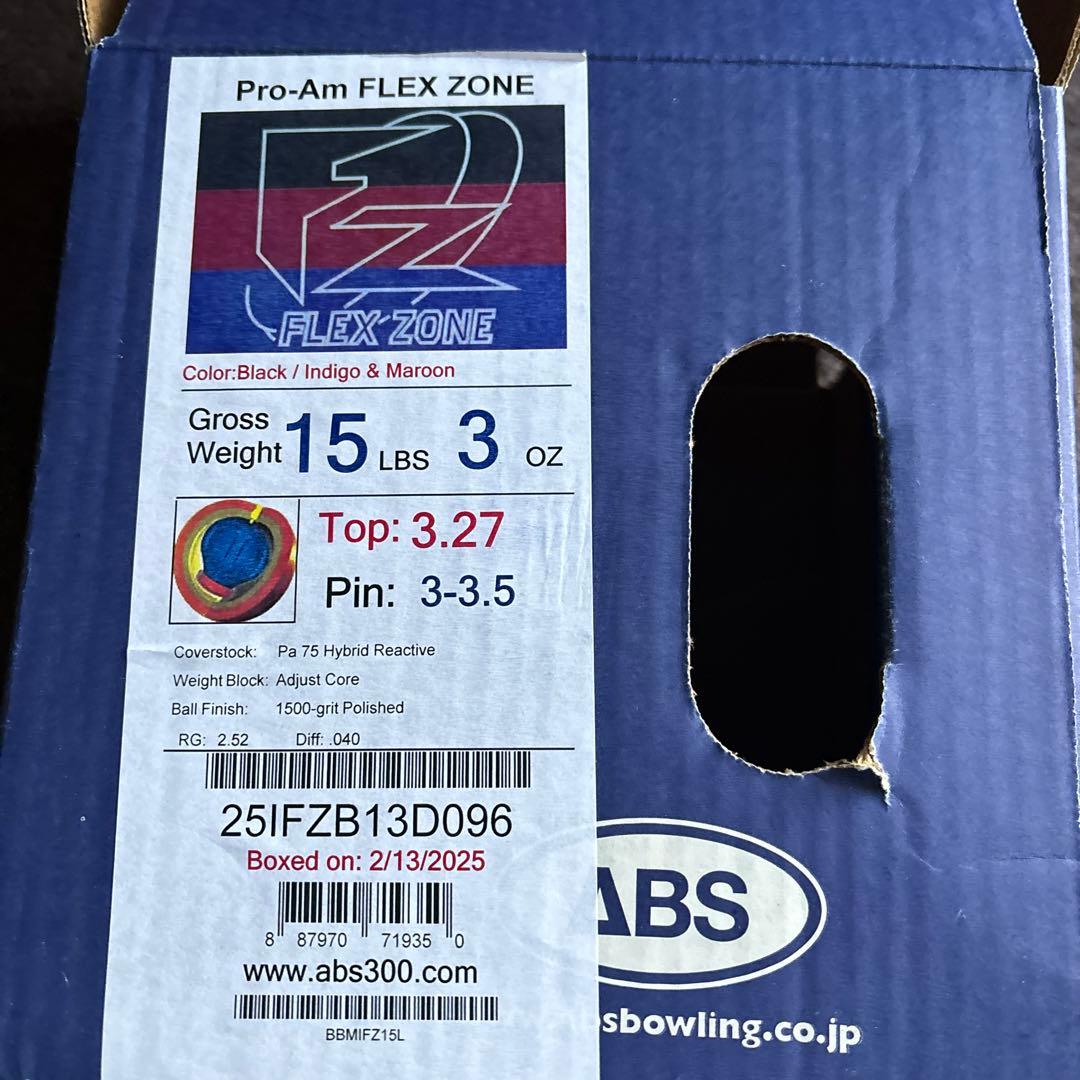 Pro-Am FLEX ZONE
FZ
FLEX ZONE
Color:Black / Indigo & Maroon
Gross Weight 15 LBS 3 OZ
Top: 3.27
Pin: 3-3.5
Coverstock: Pa 75 Hybrid Reactive
Weight Block: Adjust Core
Ball Finish: 1500-grit Polished
RG: 2.52 Diff: .040
25IFZB13D096
Boxed on: 2/13/2025
8 87970 71935 0
www.abs300.com
BBMIFZ15L
ABS
sbowling.co.jp